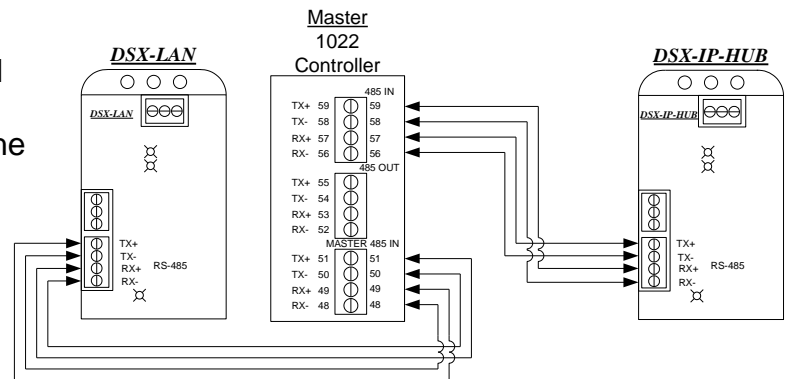 Master
1022
Controller
DSX-LAN
DSX-IP-HUB
DSX-LAN
TX+
TX-
RX+
RX-
RS-485
485 IN
TX+ 59 59
TX- 58 58
RX+ 57 57
RX- 56 56
485 OUT
TX+ 55
TX- 54
RX+ 53
RX- 52
MASTER 485 IN
TX+ 51 51
TX- 50 50
RX+ 49 49
RX- 48 48
DSX-IP-HUB
TX+
TX-
RX+
RX-
RS-485